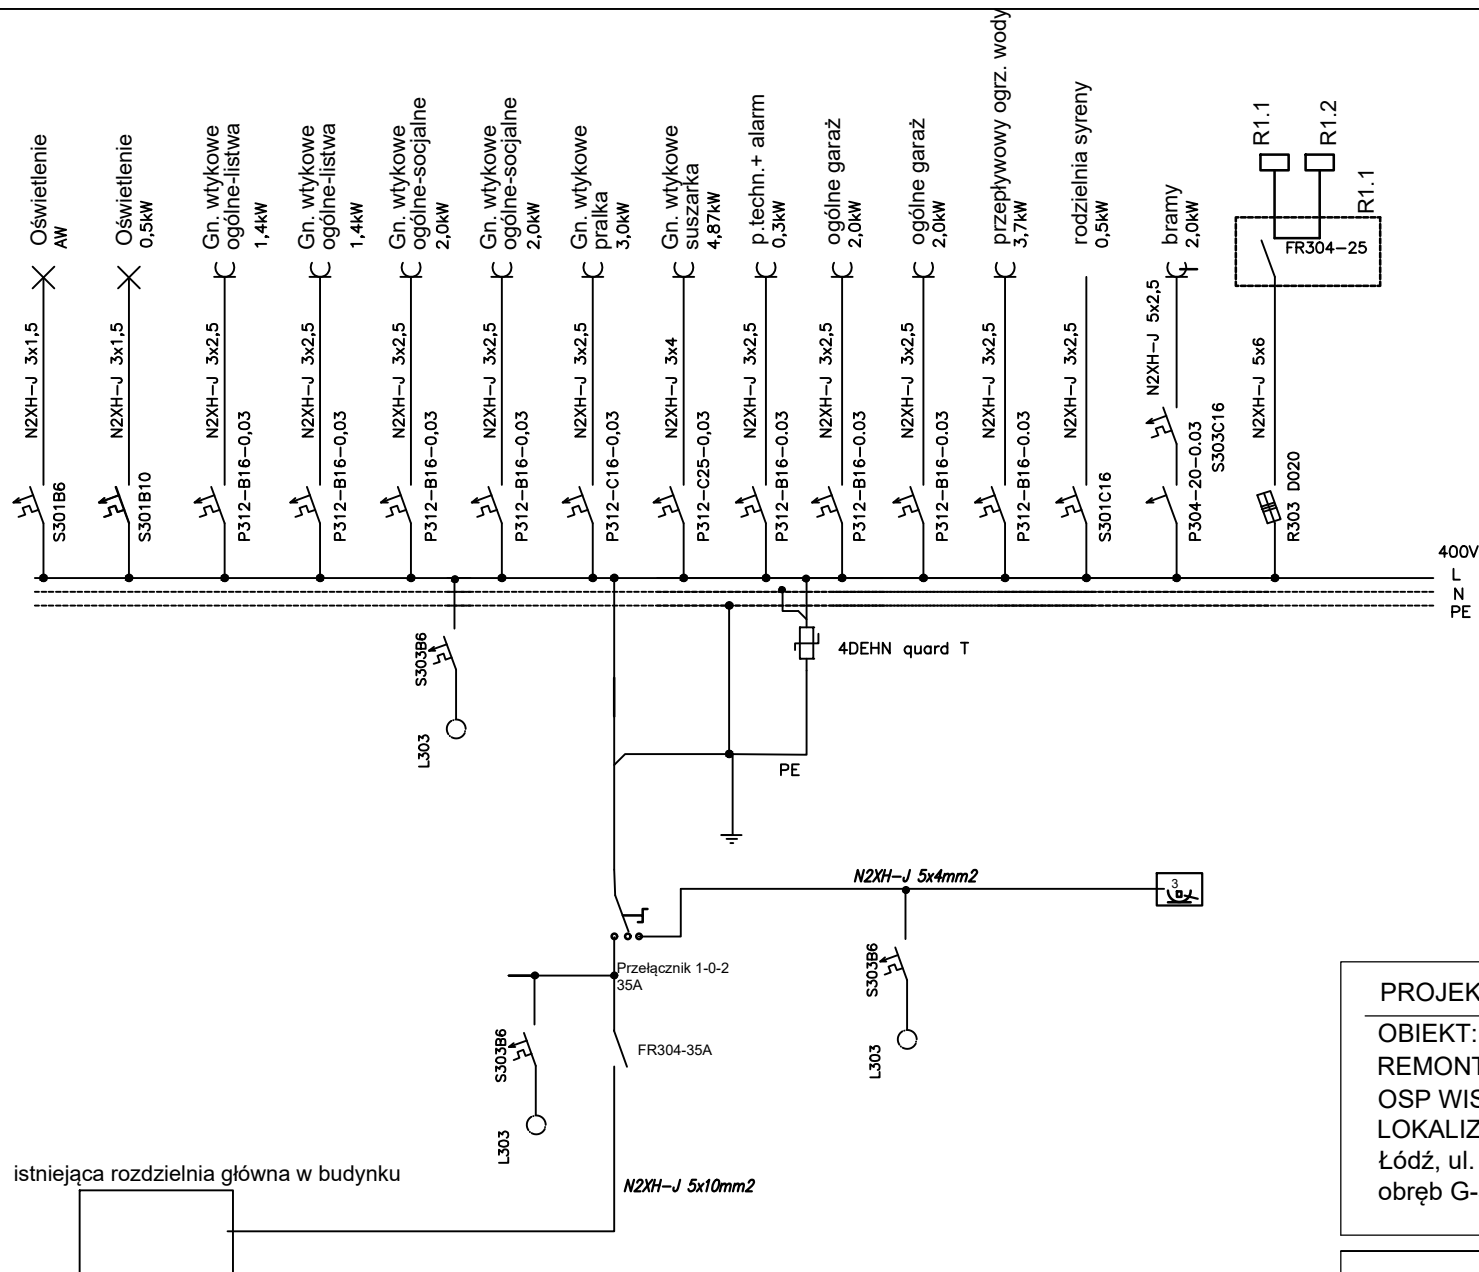 Oświetlenie
AW
Oświetlenie
0,5kW
Gn. wtykowe
ogólne-listwa
1,4kW
Gn. wtykowe
ogólne-listwa
1,4kW
Gn. wtykowe
ogólne-socjalne
2,0kW
Gn. wtykowe
ogólne-socjalne
2,0kW
Gn. wtykowe
pralka
3,0kW
Gn. wtykowe
suszarka
4,87kW
p.techn.+ alarm
0,3kW
ogólne garaż
2,0kW
ogólne garaż
2,0kW
przepływowy ogrz. wody
3,7kW
rodzielnia syreny
0,5kW
bramy
2,0kW
R1.1
R1.2
R1.1
FR304-25
N2XH-J 3x1,5
N2XH-J 3x1,5
N2XH-J 3x2,5
N2XH-J 3x2,5
N2XH-J 3x2,5
N2XH-J 3x2,5
N2XH-J 3x2,5
N2XH-J 3x4
N2XH-J 3x2,5
N2XH-J 3x2,5
N2XH-J 3x2,5
N2XH-J 3x2,5
N2XH-J 3x2,5
N2XH-J 5x2,5
N2XH-J 5x6
S301B6
S301B10
P312-B16-0,03
P312-B16-0,03
P312-B16-0,03
P312-B16-0,03
P312-C16-0,03
P312-C25-0,03
P312-B16-0.03
P312-B16-0.03
P312-B16-0.03
P312-B16-0.03
S301C16
S303C16
P304-20-0.03
R303 D020
400V
L
N
PE
S303B6
L303
4DEHN quard T
PE
N2XH-J 5x4mm2
3
Przełącznik 1-0-2
35A
S303B6
L303
S303B6
L303
FR304-35A
N2XH-J 5x10mm2
istniejąca rozdzielnia główna w budynku
PROJEK
OBIEKT:
REMONT
OSP WIS
LOKALIZ
Łódź, ul.
obręb G-